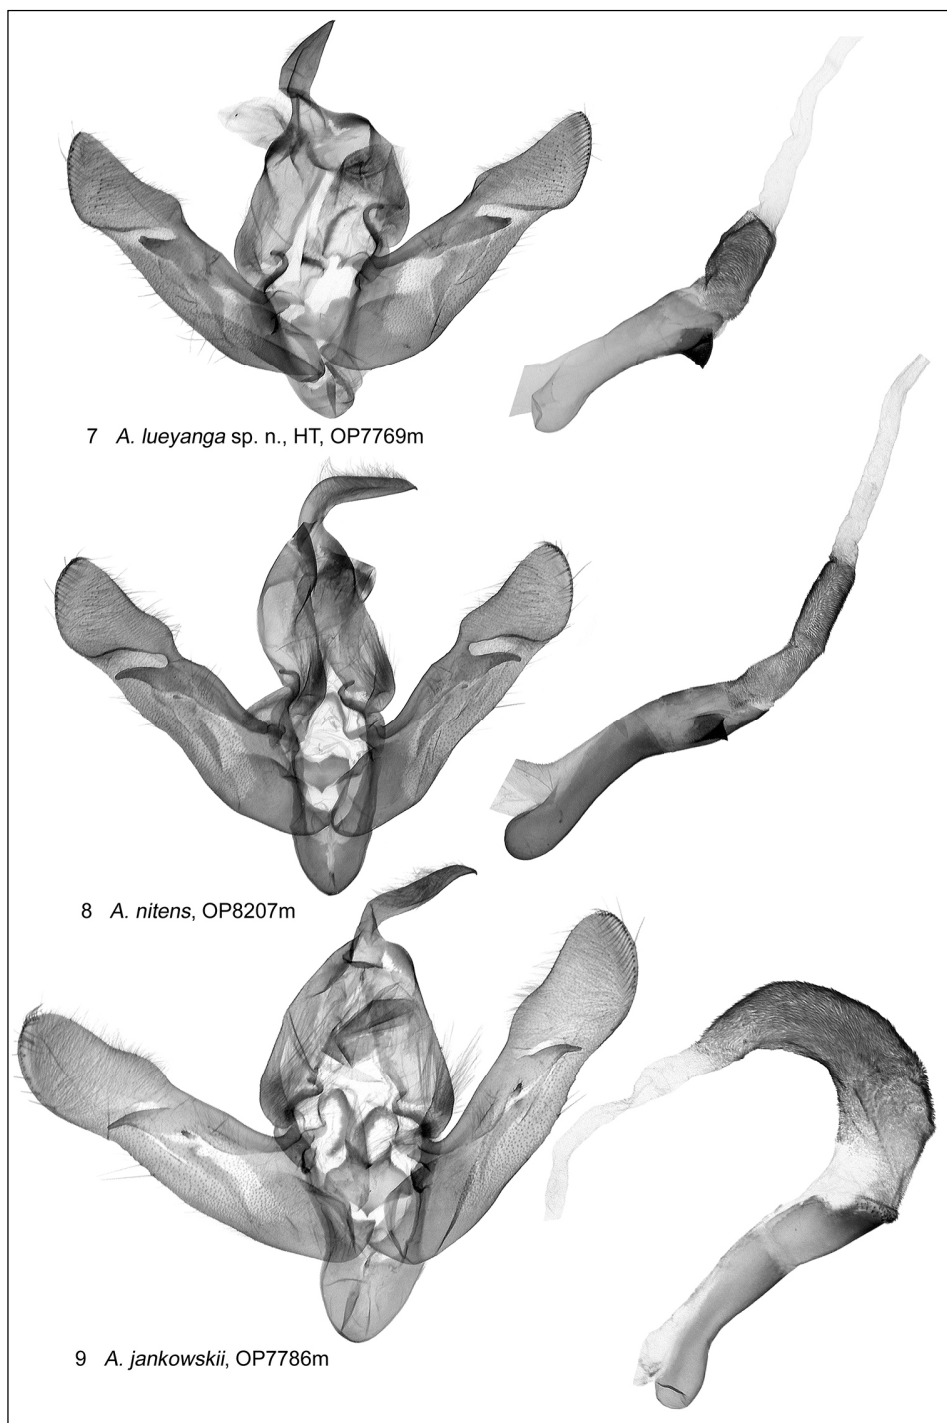 7 A. lueyanga sp. n., HT, OP7769m
8 A. nitens, OP8207m
9 A. jankowskii, OP7786m